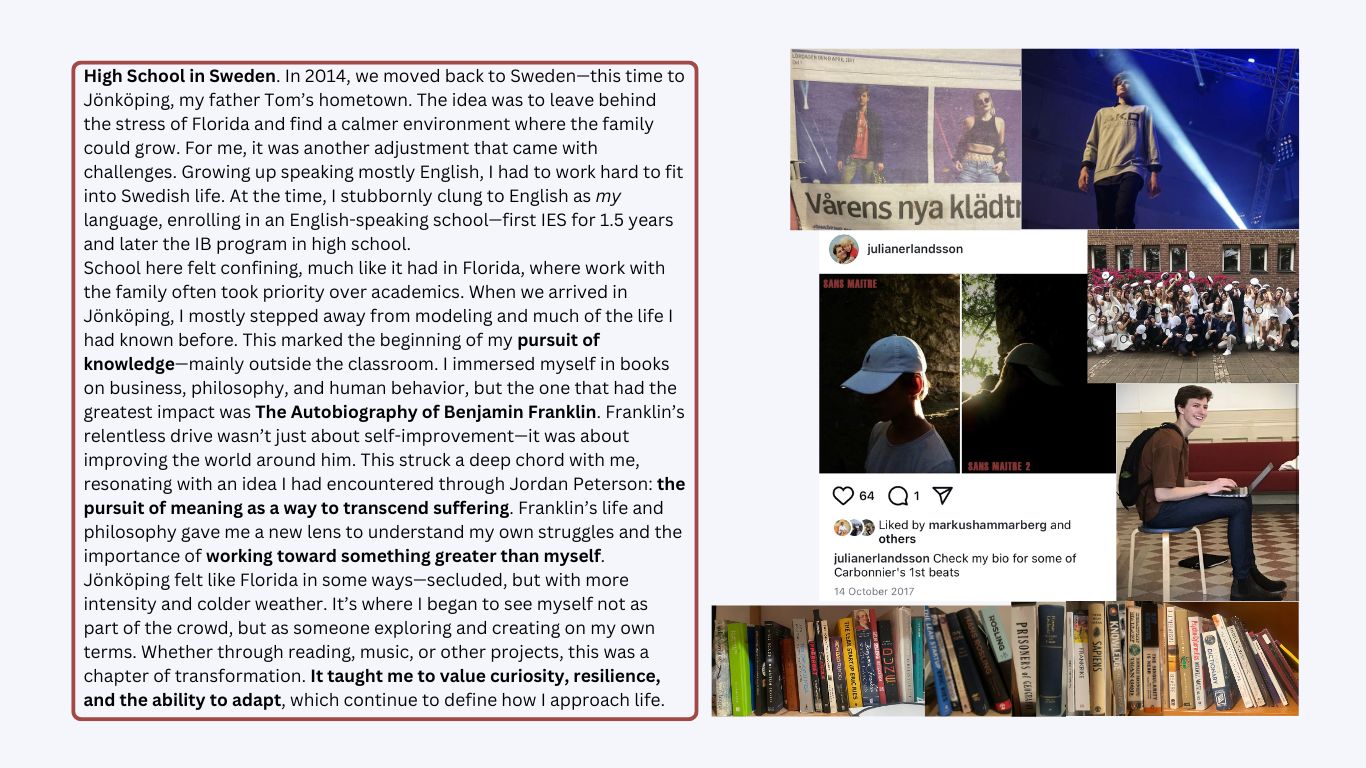 High School in Sweden. In 2014, we moved back to Sweden—this time to
Jönköping, my father Tom's hometown. The idea was to leave behind
the stress of Florida and find a calmer environment where the family
could grow. For me, it was another adjustment that came with
challenges. Growing up speaking mostly English, I had to work hard to fit
into Swedish life. At the time, I stubbornly clung to English as my
language, enrolling in an English-speaking school—first IES for 1.5 years
and later the IB program in high school.
School here felt confining, much like it had in Florida, where work with
the family often took priority over academics. When we arrived in
Jönköping, I mostly stepped away from modeling and much of the life I
had known before. This marked the beginning of my pursuit of
knowledge—mainly outside the classroom. I immersed myself in books
on business, philosophy, and human behavior, but the one that had the
greatest impact was The Autobiography of Benjamin Franklin. Franklin's
relentless drive wasn't just about self-improvement—it was about
improving the world around him. This struck a deep chord with me,
resonating with an idea I had encountered through Jordan Peterson: the
pursuit of meaning as a way to transcend suffering. Franklin's life and
philosophy gave me a new lens to understand my own struggles and the
importance of working toward something greater than myself.
Jönköping felt like Florida in some ways—secluded, but with more
intensity and colder weather. It's where I began to see myself not as
part of the crowd, but as someone exploring and creating on my own
terms. Whether through reading, music, or other projects, this was a
chapter of transformation. It taught me to value curiosity, resilience,
and the ability to adapt, which continue to define how I approach life.
Vårens nya klädtr
julianerlandsson
SANS MAITRE
SANS MAITRE 2
64 1
Liked by markushammarberg and
others
julianerlandsson Check my bio for some of
Carbonnier's 1st beats
14 October 2017
ROSLING
PRISONERS OF
SAPIENS
DICTIONARY